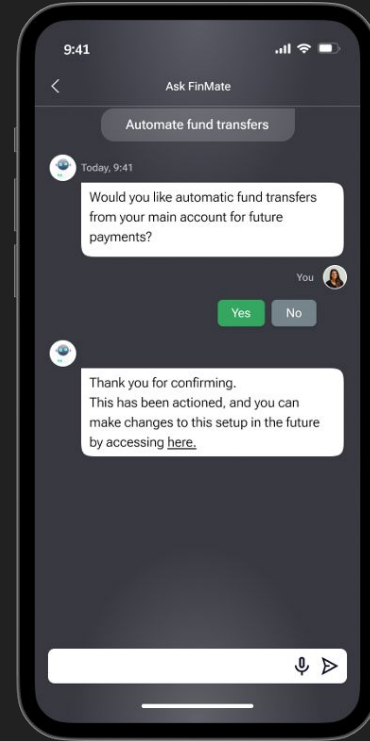 9:41
Ask FinMate
Automate fund transfers
Today, 9:41
Would you like automatic fund transfers
from your main account for future
payments?
You
Yes
No
Thank you for confirming.
This has been actioned, and you can
make changes to this setup in the future
by accessing here.